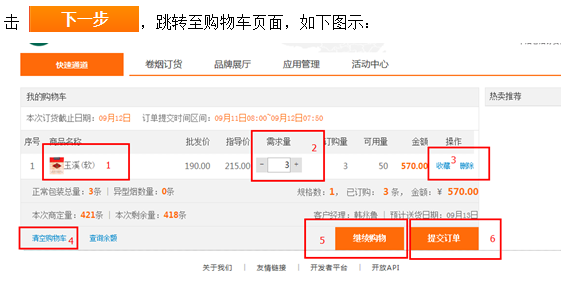 击 下一步 ，跳转至购物车页面，如下图示：
快速通道 卷烟订货 品牌展厅 应用管理 活动中心
我的购物车 热卖推荐
本次订货截止日期：09月12日 订单提交时间区间：09月11日08:00~09月12日07:50
序号 商品名称 批发价 指导价 需求量 订购量 可用量 金额 操作
1 玉溪(软) 1 190.00 215.00 - 3 + 2 3 50 570.00 收藏 删除 3
正常包装总量：3条 | 异型烟数量：0条 规格数：1， 已订购： 3 条， 金额：¥ 570.00
本次商定量：421条 | 本次剩余量：418条 客户经理：韩兆鲁 | 预计送货日期：09月13日
清空购物车 4 查询余额 5 继续购物 提交订单 6
关于我们 | 友情链接 | 开发者平台 | 开放API